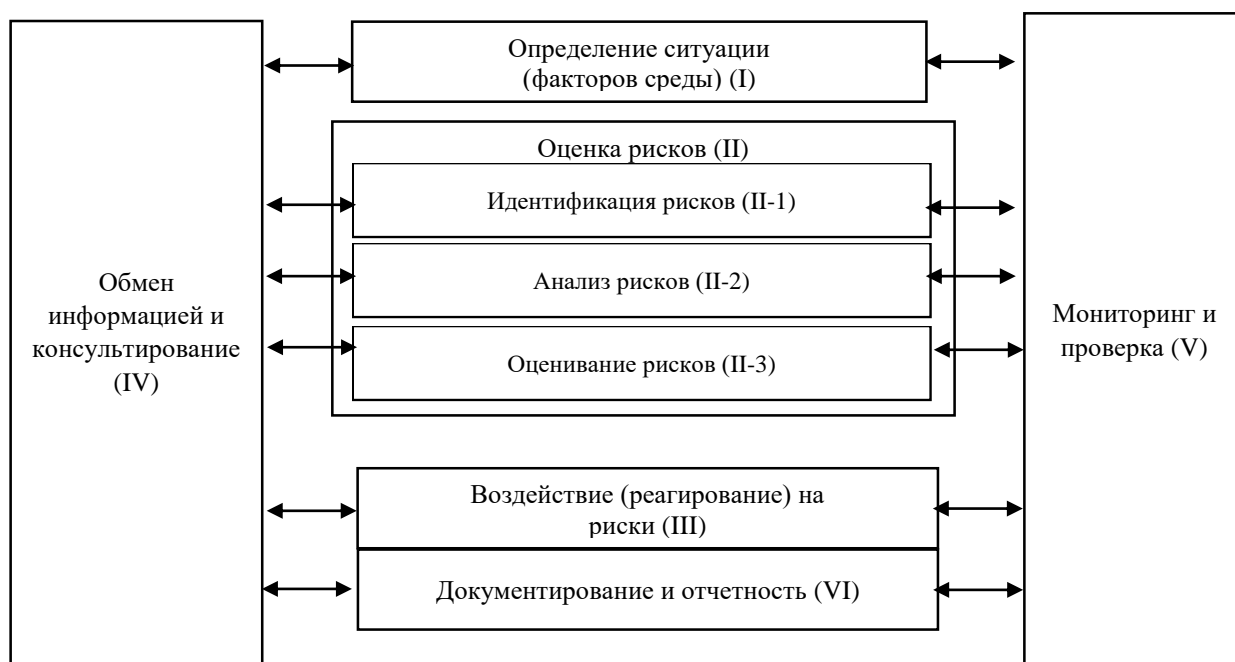 Определение ситуации
(факторов среды) (I)
Оценка рисков (II)
Идентификация рисков (II-1)
Анализ рисков (II-2)
Оценивание рисков (II-3)
Обмен
информацией и
консультирование
(IV)
Мониторинг и
проверка (V)
Воздействие (реагирование) на
риски (III)
Документирование и отчетность (VI)